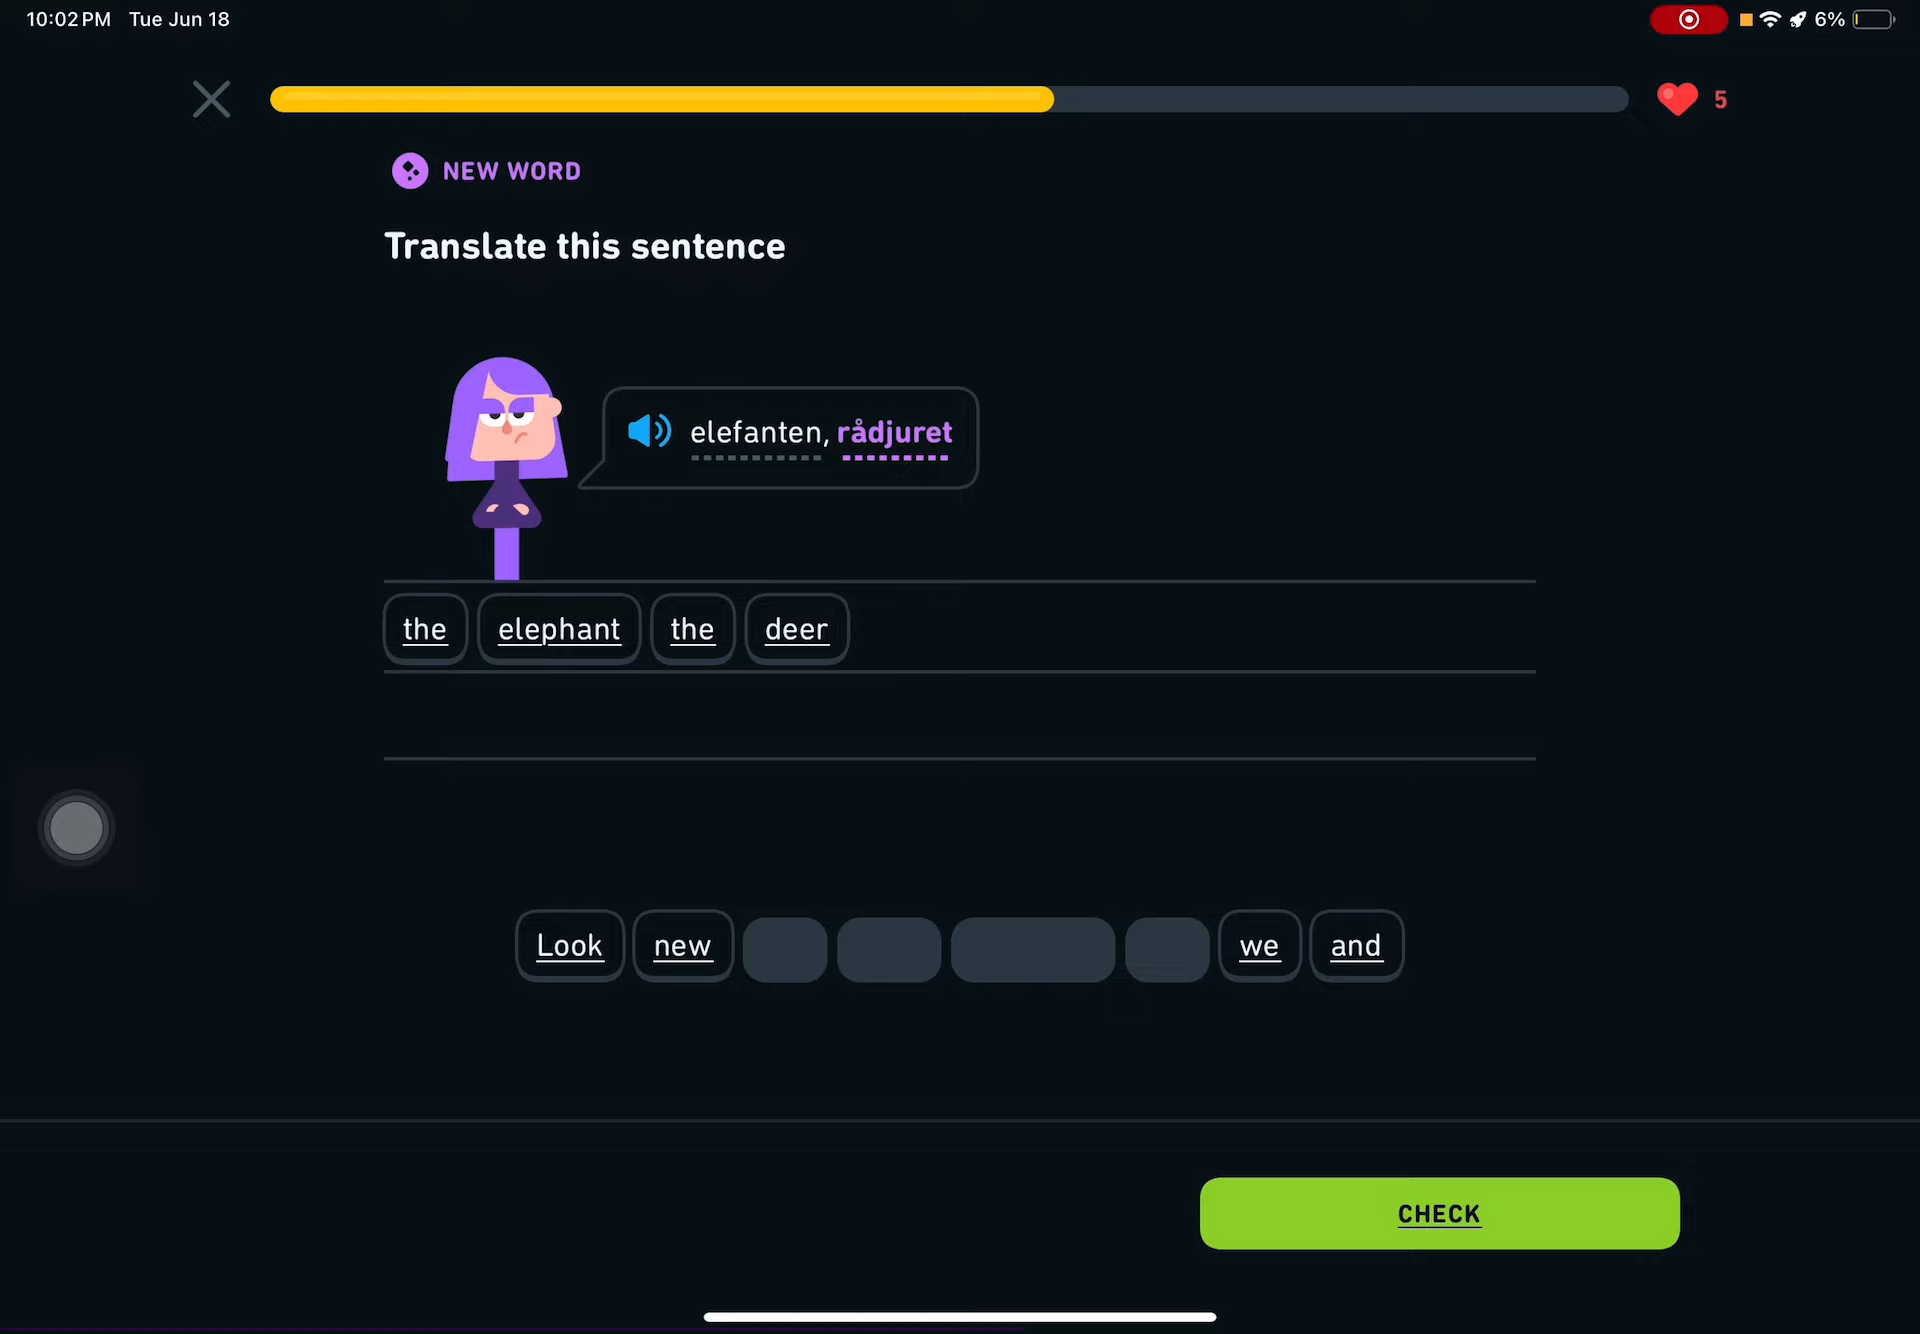 10:02 PM Tue Jun 18
6%
5
NEW WORD
Translate this sentence
elefanten, rådjuret
the elephant the deer
Look new we and
CHECK